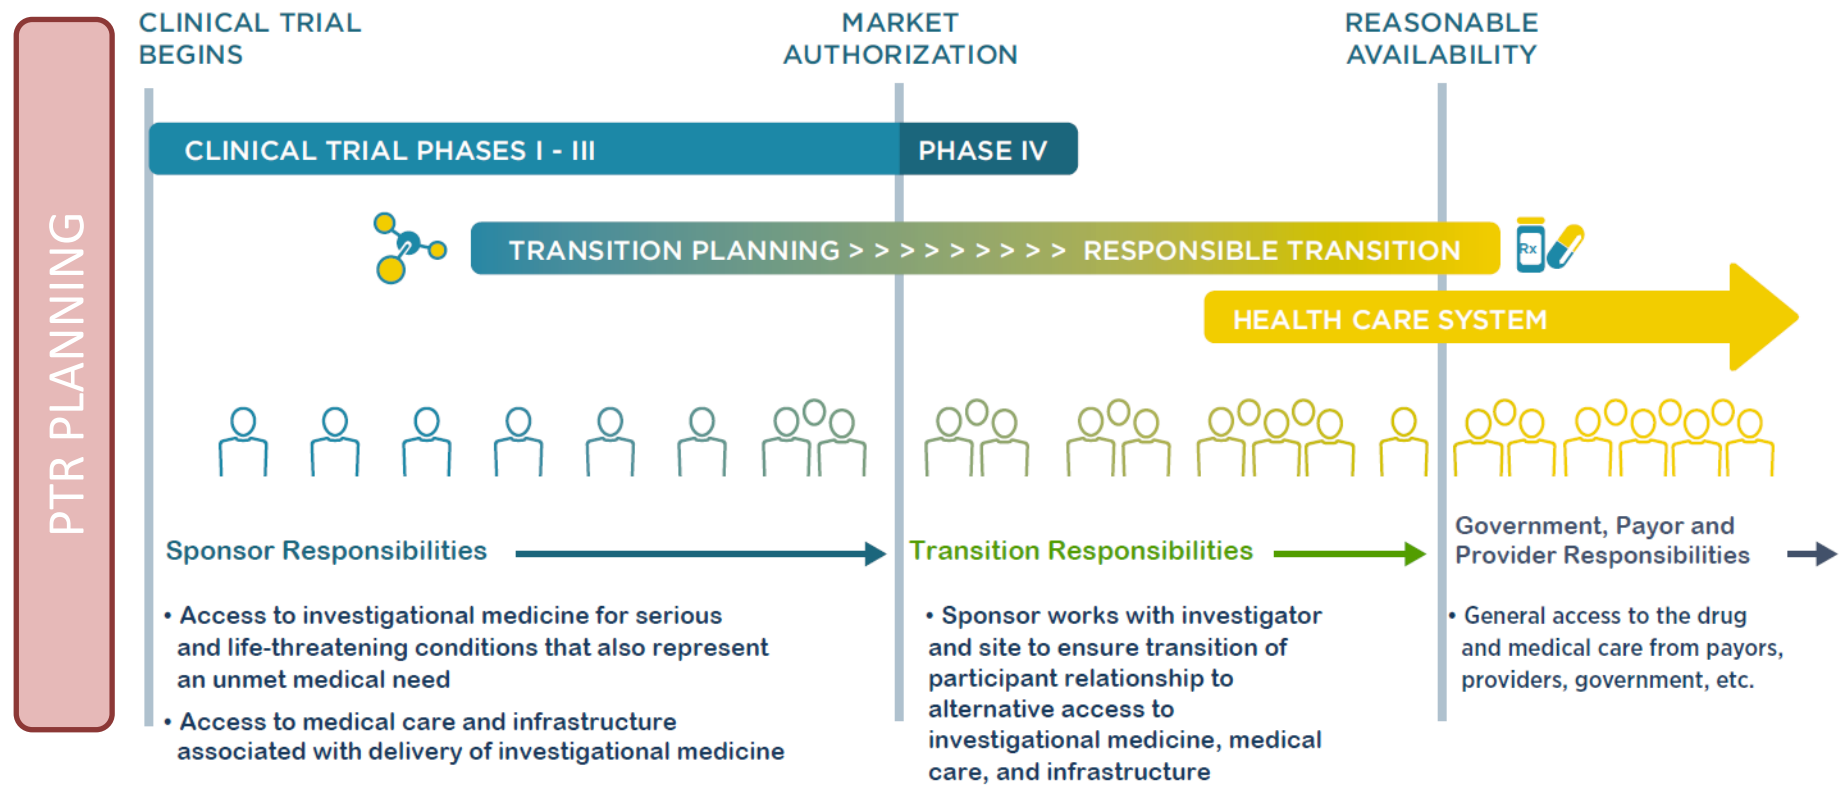 PTR PLANNING
CLINICAL TRIAL
BEGINS
MARKET
AUTHORIZATION
REASONABLE
AVAILABILITY
CLINICAL TRIAL PHASES I - III
PHASE IV
TRANSITION PLANNING > > > > > > > > > RESPONSIBLE TRANSITION
Rx
HEALTH CARE SYSTEM
Sponsor Responsibilities
• Access to investigational medicine for serious
and life-threatening conditions that also represent
an unmet medical need
• Access to medical care and infrastructure
associated with delivery of investigational medicine
Transition Responsibilities
• Sponsor works with investigator
and site to ensure transition of
participant relationship to
alternative access to
investigational medicine, medical
care, and infrastructure
Government, Payor and
Provider Responsibilities
• General access to the drug
and medical care from payors,
providers, government, etc.